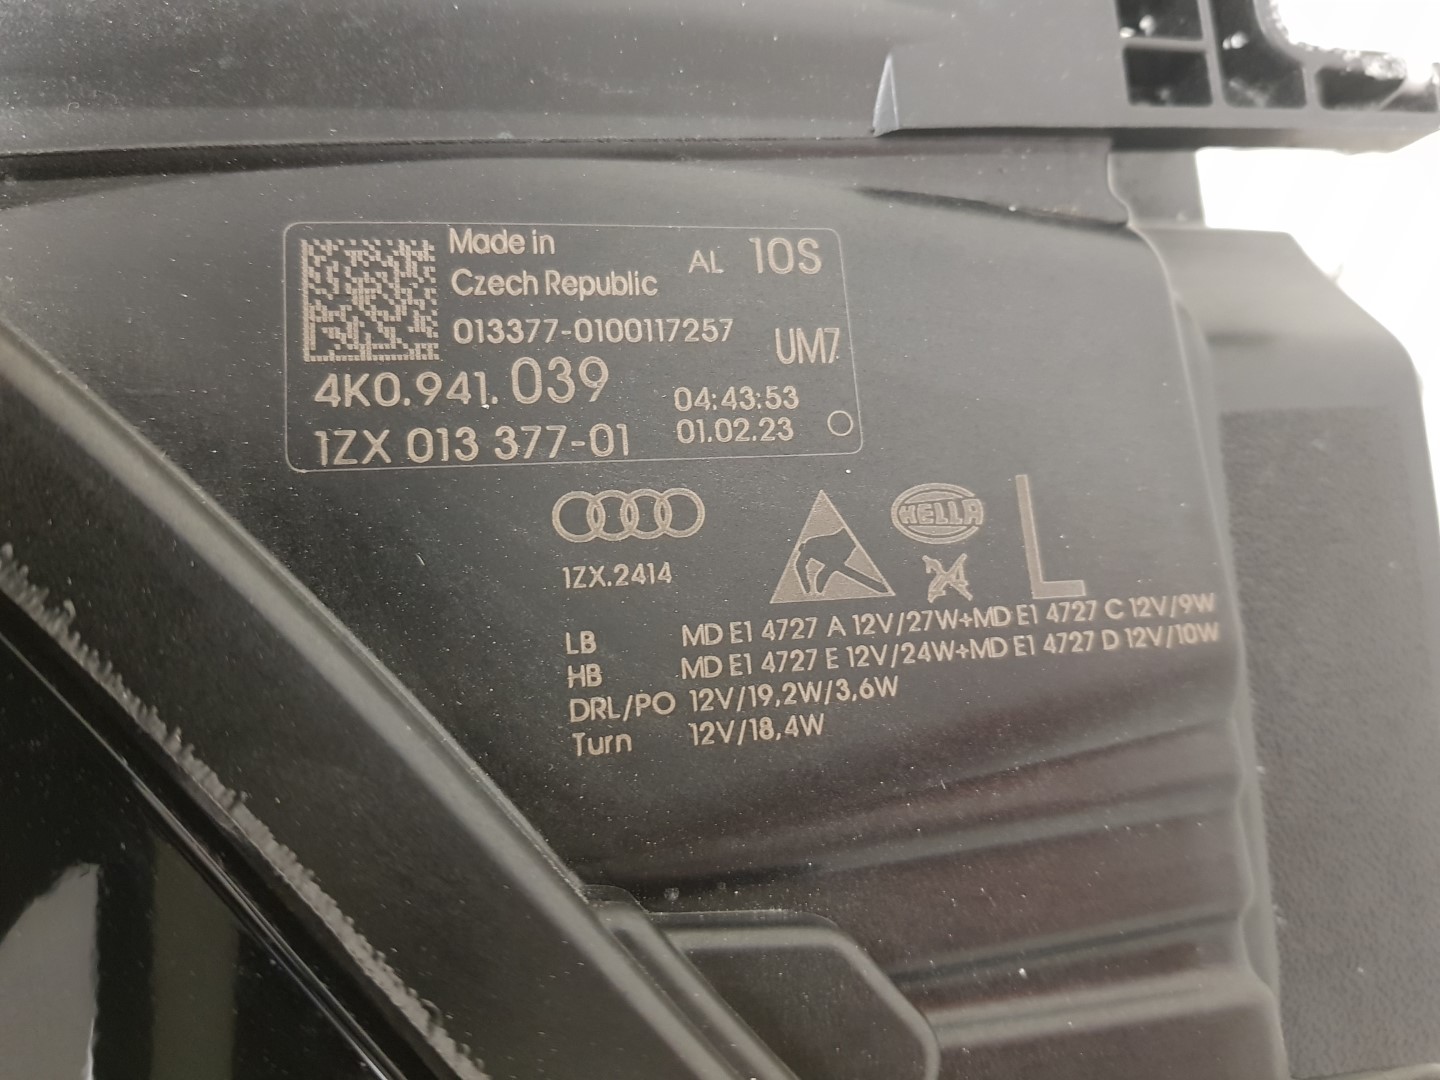 Made in
Czech Republic
AL 10S
013377-0100117257
UM7
4K0.941.039
04:43:53
1ZX 013 377-01
01.02.23
HELLA
L
1ZX.2414
LB MD E1 4727 A 12V/27W+MD E1 4727 C 12V/9W
HB MD E1 4727 E 12V/24W+MD E1 4727 D 12V/10W
DRL/PO 12V/19,2W/3,6W
Turn 12V/18,4W